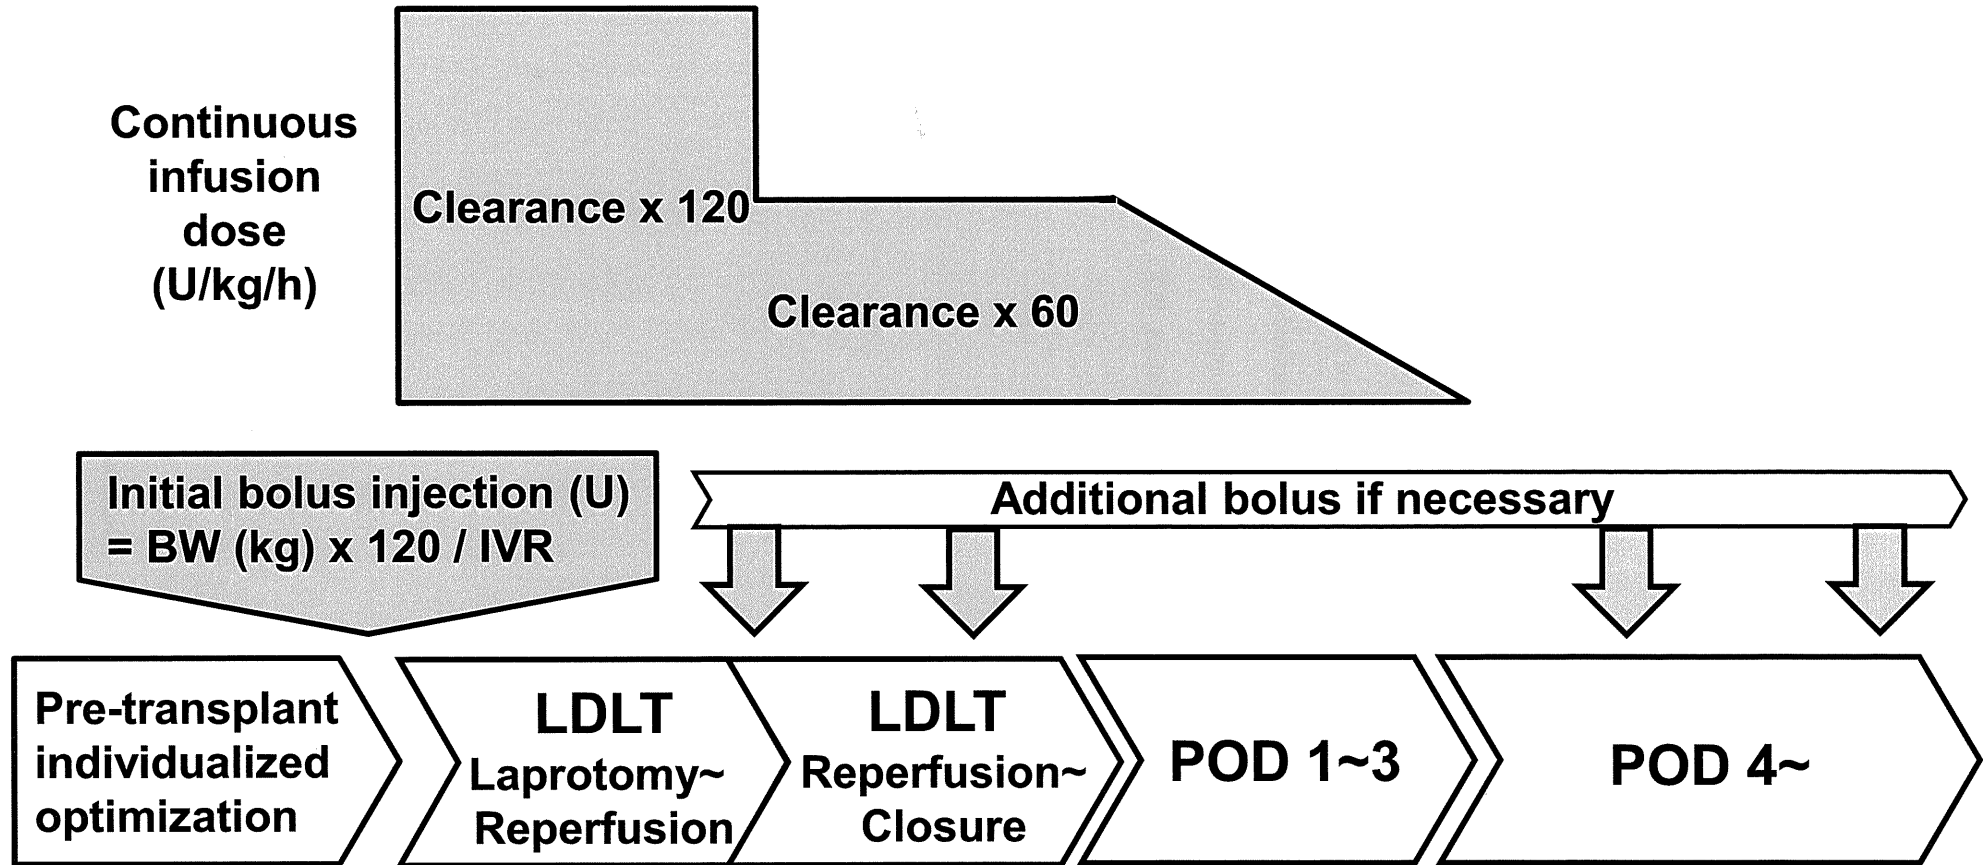 Continuous
infusion
dose
(U/kg/h)
Clearance x 120
Clearance x 60
Initial bolus injection (U)
= BW (kg) x 120 / IVR
Additional bolus if necessary
Pre-transplant
individualized
optimization
LDLT
Laprotomy~
Reperfusion
LDLT
Reperfusion~
Closure
POD 1~3
POD 4~